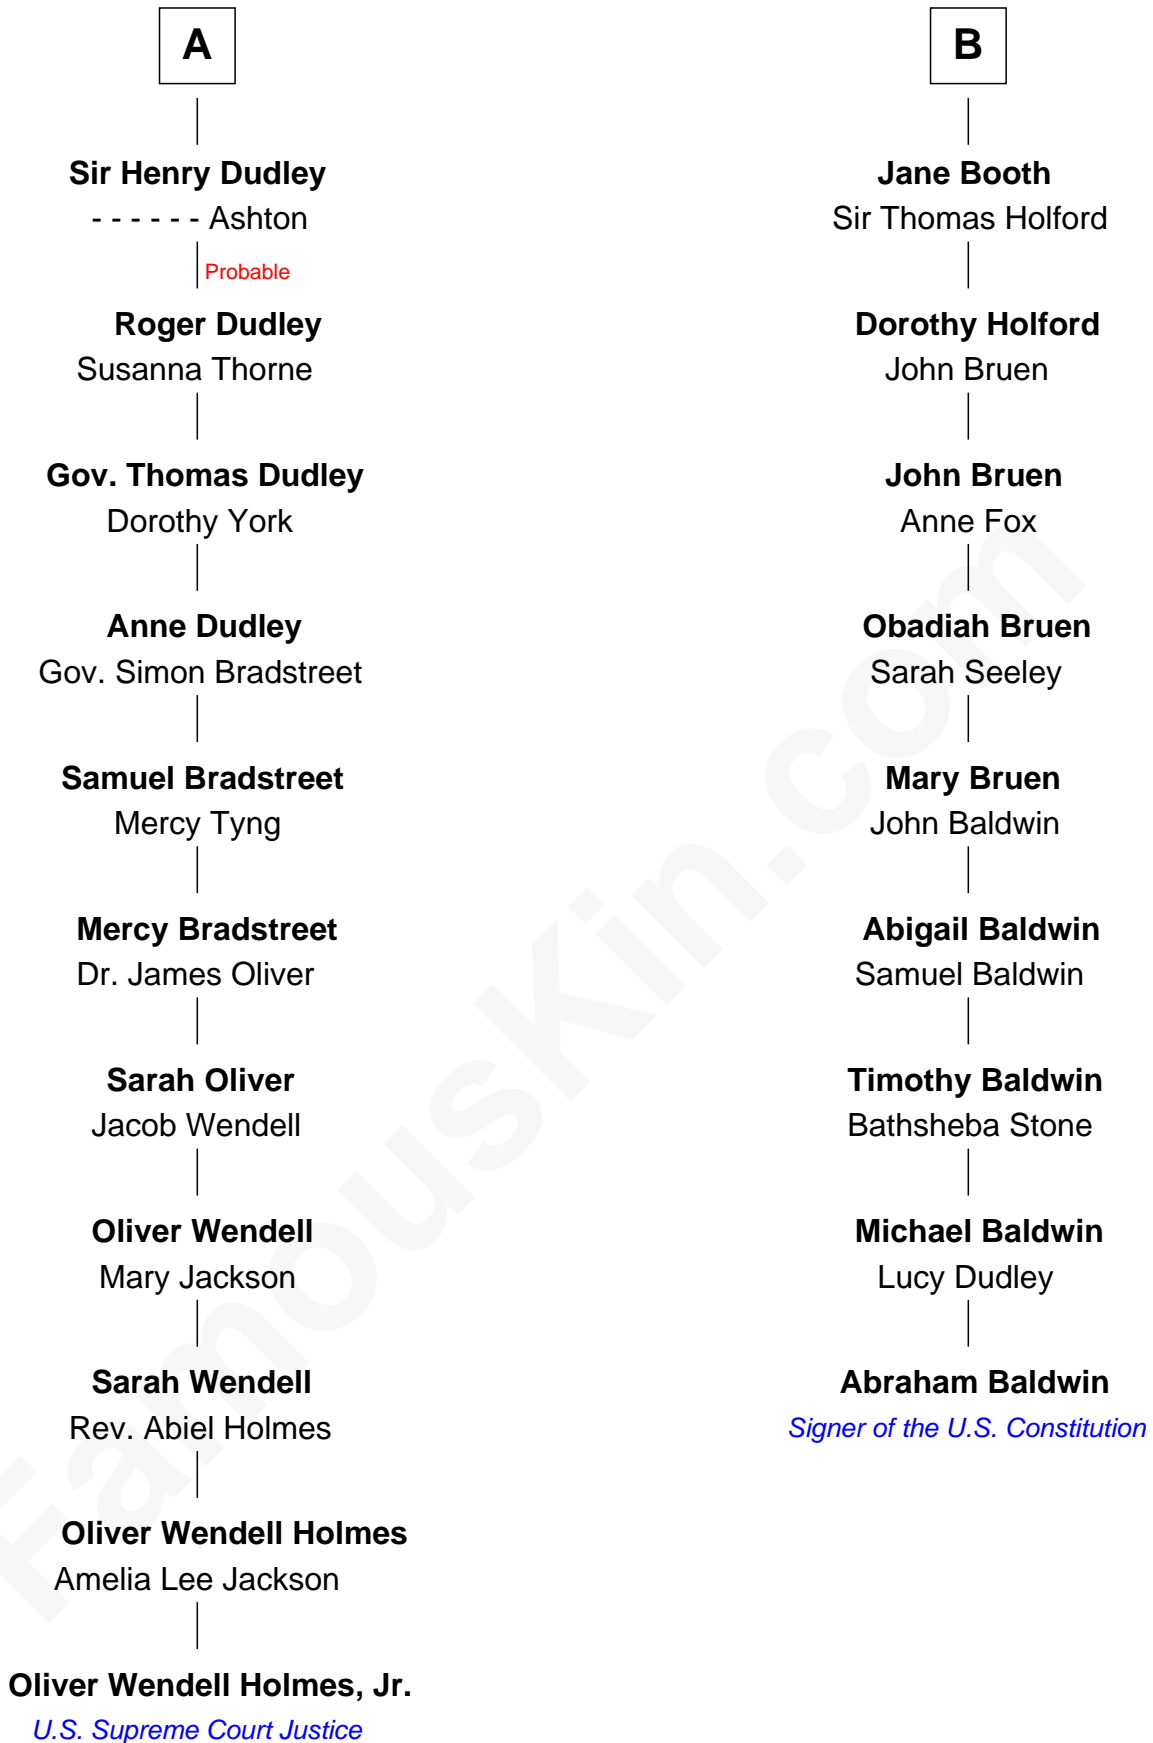 A
Sir Henry Dudley
- - - - - - Ashton
Probable
Roger Dudley
Susanna Thorne
Gov. Thomas Dudley
Dorothy York
Anne Dudley
Gov. Simon Bradstreet
Samuel Bradstreet
Mercy Tyng
Mercy Bradstreet
Dr. James Oliver
Sarah Oliver
Jacob Wendell
Oliver Wendell
Mary Jackson
Sarah Wendell
Rev. Abiel Holmes
Oliver Wendell Holmes
Amelia Lee Jackson
Oliver Wendell Holmes, Jr.
U.S. Supreme Court Justice
B
Jane Booth
Sir Thomas Holford
Dorothy Holford
John Bruen
John Bruen
Anne Fox
Obadiah Bruen
Sarah Seeley
Mary Bruen
John Baldwin
Abigail Baldwin
Samuel Baldwin
Timothy Baldwin
Bathsheba Stone
Michael Baldwin
Lucy Dudley
Abraham Baldwin
Signer of the U.S. Constitution
FamousKin.com